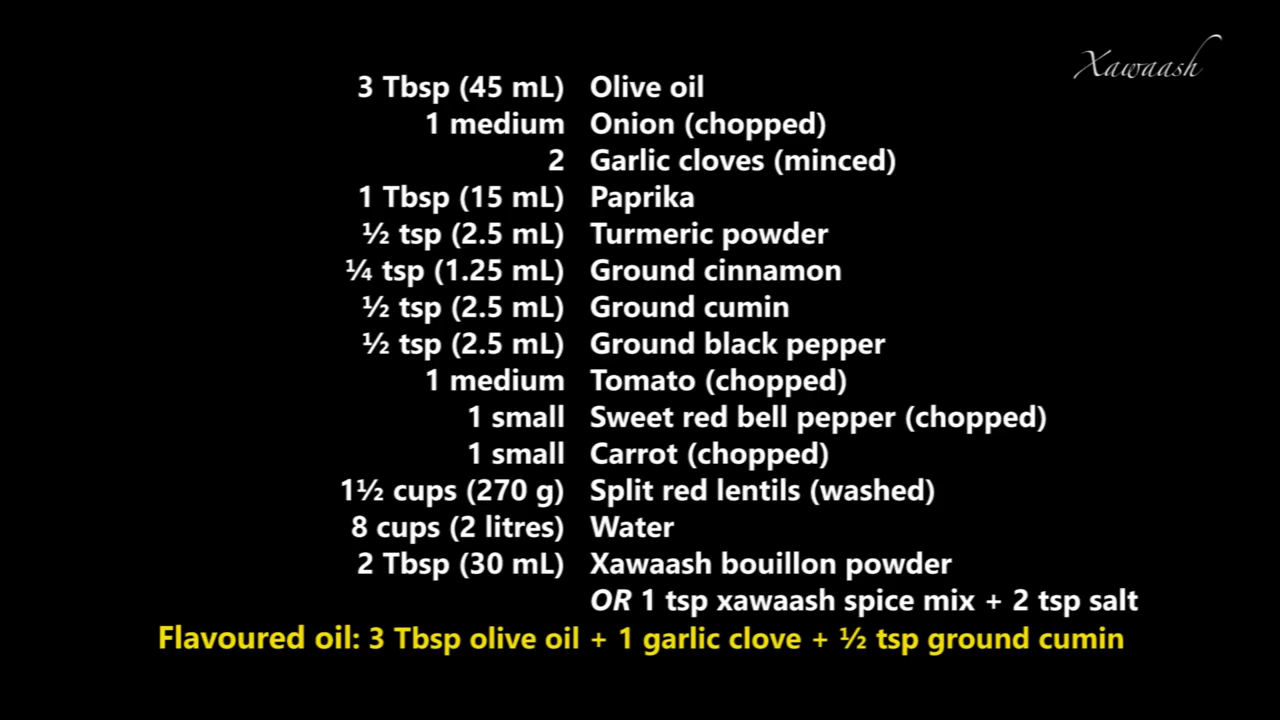 Xawaash
3 Tbsp (45 mL) Olive oil
1 medium Onion (chopped)
2 Garlic cloves (minced)
1 Tbsp (15 mL) Paprika
½ tsp (2.5 mL) Turmeric powder
¼ tsp (1.25 mL) Ground cinnamon
½ tsp (2.5 mL) Ground cumin
½ tsp (2.5 mL) Ground black pepper
1 medium Tomato (chopped)
1 small Sweet red bell pepper (chopped)
1 small Carrot (chopped)
1½ cups (270 g) Split red lentils (washed)
8 cups (2 litres) Water
2 Tbsp (30 mL) Xawaash bouillon powder
OR 1 tsp xawaash spice mix + 2 tsp salt
Flavoured oil: 3 Tbsp olive oil + 1 garlic clove + ½ tsp ground cumin